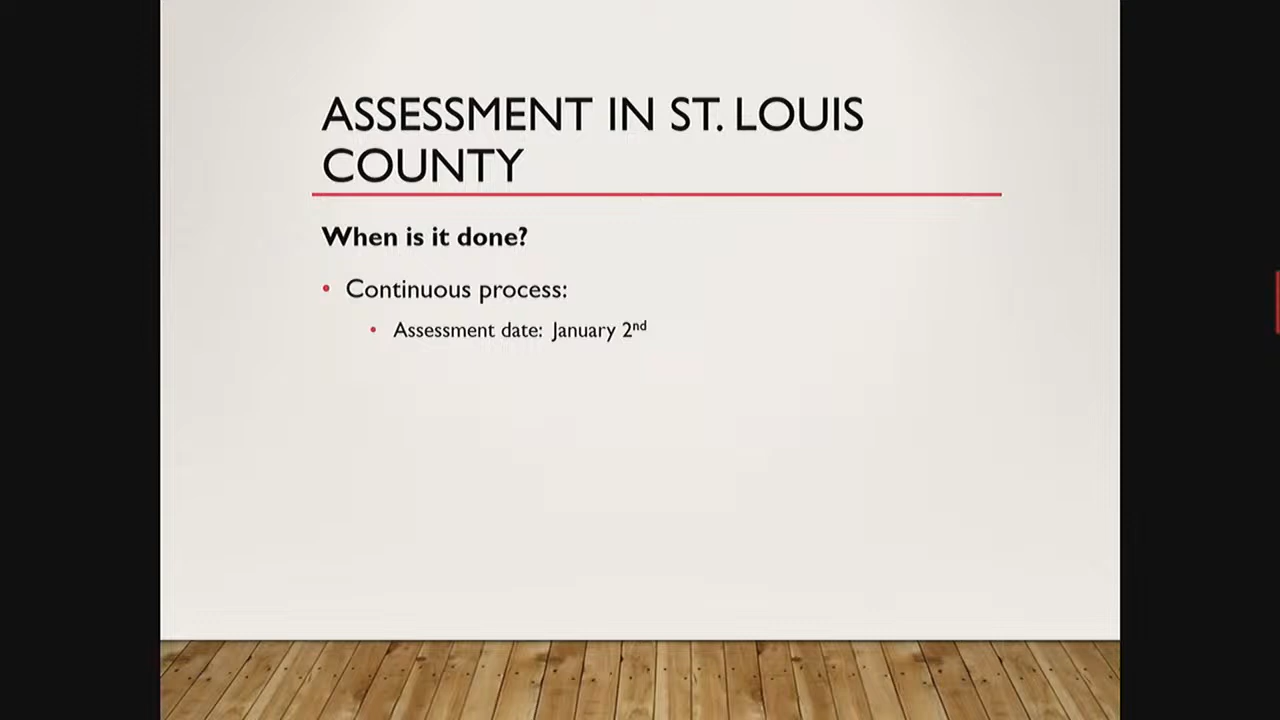 ASSESSMENT IN ST. LOUIS
COUNTY
When is it done?
• Continuous process:
• Assessment date: January 2nd